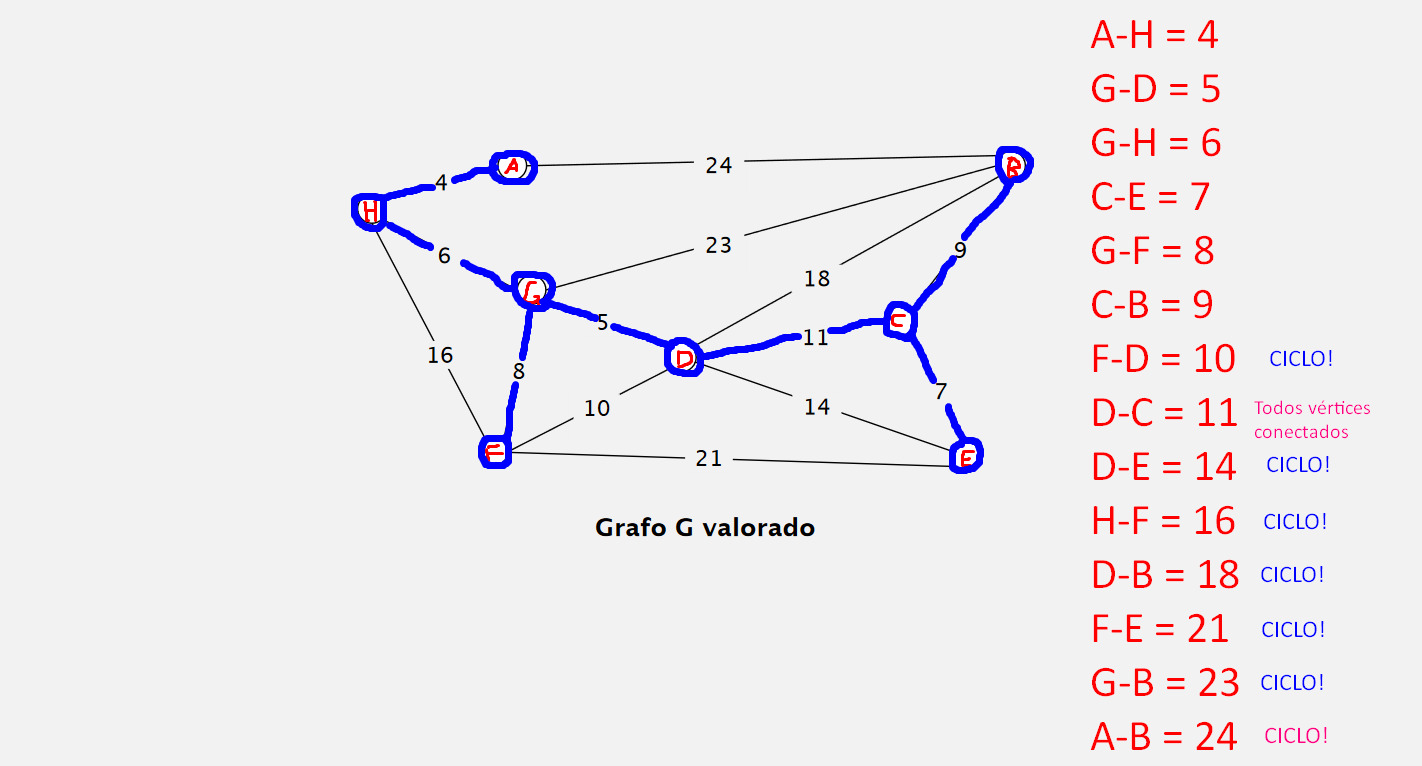 A-H = 4
G-D = 5
G-H = 6
C-E = 7
G-F = 8
C-B = 9
F-D = 10 CICLO!
D-C = 11 Todos vértices
conectados
D-E = 14 CICLO!
H-F = 16 CICLO!
D-B = 18 CICLO!
F-E = 21 CICLO!
G-B = 23 CICLO!
A-B = 24 CICLO!
A
24
B
4
H
23
9
6
18
G
5
C
11
16
D
8
7
10
14
F
21
E
Grafo G valorado